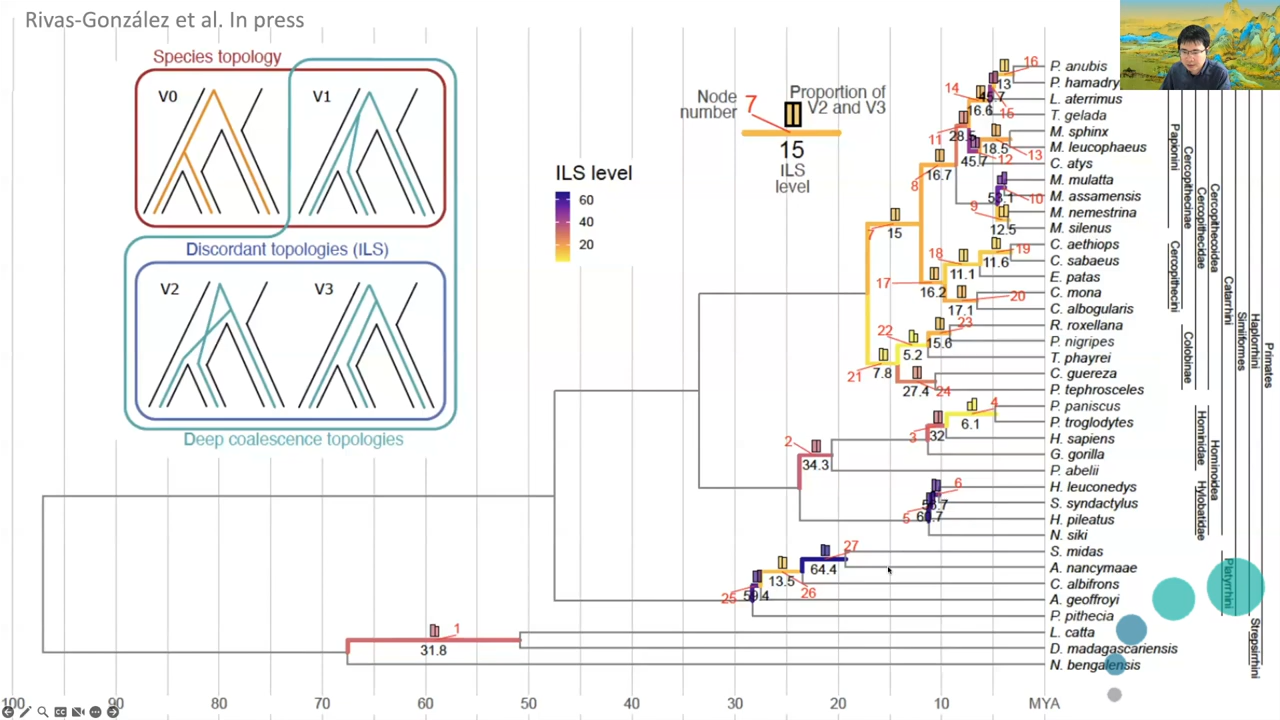 Rivas-González et al. In press
Species topology
V0
V1
Discordant topologies (ILS)
V2
V3
Deep coalescence topologies
ILS level
60
40
20
Node number
7
Proportion of V2 and V3
15
ILS level
P. anubis
P. hamadry
L. aterrimus
T. gelada
M. sphinx
M. leucophaeus
C. atys
M. mulatta
M. assamensis
M. nemestrina
M. silenus
C. aethiops
C. sabaeus
E. patas
C. mona
C. albogularis
R. roxellana
P. nigripes
T. phayrei
C. guereza
P. tephrosceles
P. paniscus
P. troglodytes
H. sapiens
G. gorilla
P. abelii
H. leuconedys
S. syndactylus
H. pileatus
N. siki
S. midas
A. nancymaae
C. albifrons
A. geoffroyi
P. pithecia
L. catta
D. madagascariensis
N. bengalensis
16
13
14
45.7
15
16.6
11
28.5
18.5
13
12
45.7
16.7
8
10
9
12.5
7
15
18
19
11.6
11.1
17
16.2
20
17.1
23
22
15.6
5.2
21
7.8
27.4
24
4
6.1
3
32
2
34.3
6
5
27
64.4
13.5
26
25
59.4
1
31.8
Papionini
Cercopithecini
Cercopithecinae
Colobinae
Cercopithecidae
Cercopithecoidea
Hominidae
Hylobatidae
Hominoidea
Catarrhini
Platyrrhini
Simiiformes
Haplorrhini
Strepsirrhini
Primates
100
90
80
70
60
30
20
10
MYA